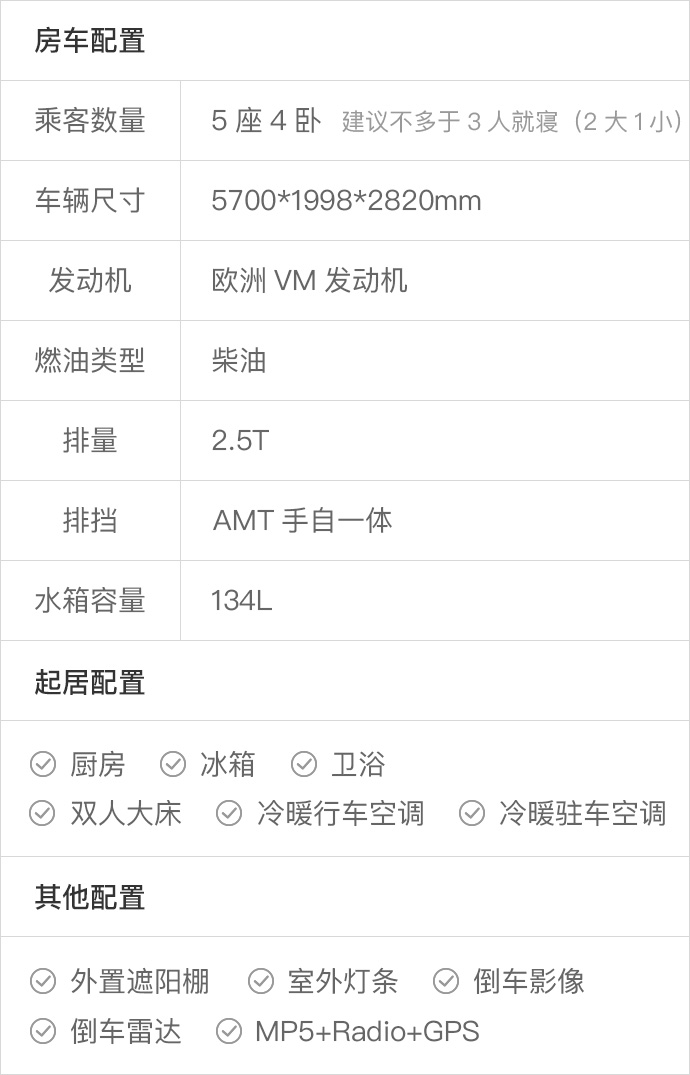 房车配置
乘客数量 5 座 4 卧 建议不多于 3 人就寝（2 大 1 小）
车辆尺寸 5700*1998*2820mm
发动机 欧洲 VM 发动机
燃油类型 柴油
排量 2.5T
排挡 AMT 手自一体
水箱容量 134L
起居配置
厨房 冰箱 卫浴
双人大床 冷暖行车空调 冷暖驻车空调
其他配置
外置遮阳棚 室外灯条 倒车影像
倒车雷达 MP5+Radio+GPS